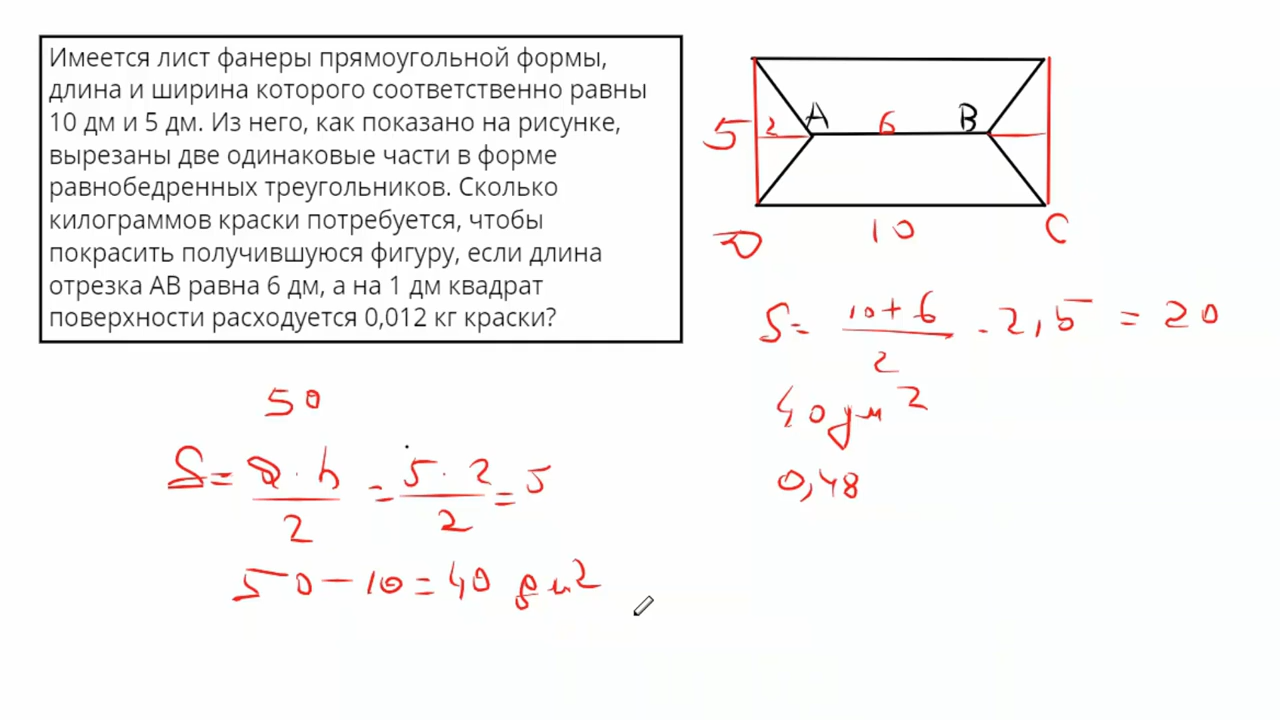 Имеется лист фанеры прямоугольной формы,
длина и ширина которого соответственно равны
10 дм и 5 дм. Из него, как показано на рисунке,
вырезаны две одинаковые части в форме
равнобедренных треугольников. Сколько
килограммов краски потребуется, чтобы
покрасить получившуюся фигуру, если длина
отрезка АВ равна 6 дм, а на 1 дм квадрат
поверхности расходуется 0,012 кг краски?
A B
5 2 6
D 10 C
S = (10+6)/2 · 2,5 = 20
40 дм²
0,48
50
S = (a · h)/2 = (5 · 2)/2 = 5
50 − 10 = 40 дм²